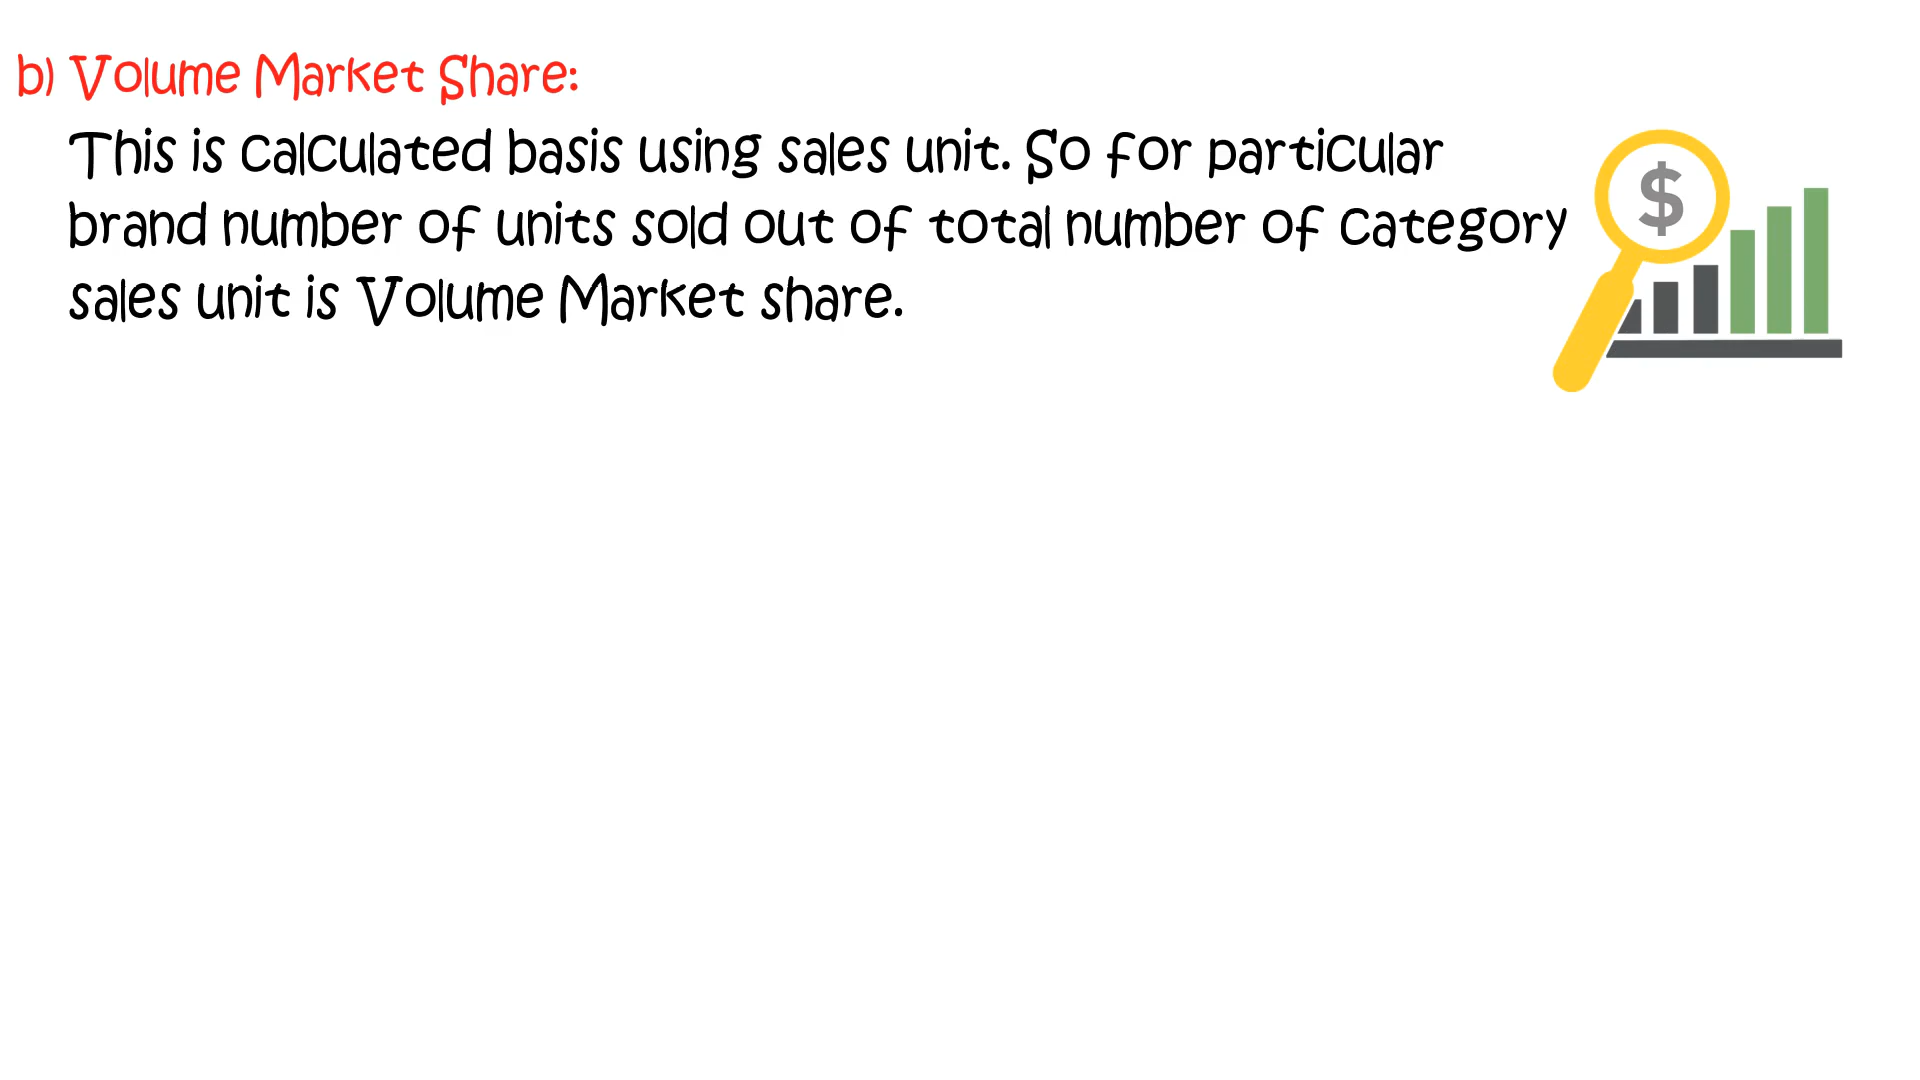 b) Volume Market Share:
This is calculated basis using sales unit. So for particular
brand number of units sold out of total number of category
sales unit is Volume Market share.
$